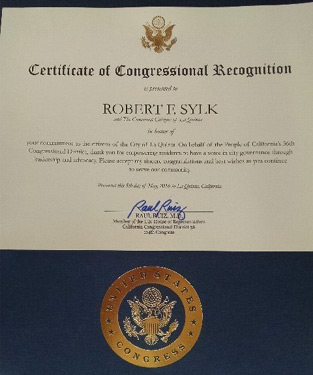 Certificate of Congressional Recognition
is presented to
ROBERT F. SYLK
and The Concerned Citizens of La Quinta
in honor of
your commitment to the citizens of the City of La Quinta. On behalf of the People of California's 36th
Congressional District, thank you for empowering residents to have a voice in city government through
leadership and advocacy. Please accept my sincere congratulations and best wishes as you continue
to serve our community.
Presented this 5th day of May, 2016 in La Quinta, California
Raul Ruiz
RAUL RUIZ, M.D.
Member of the U.S. House of Representatives
California Congressional District 36
114th Congress
UNITED STATES
CONGRESS